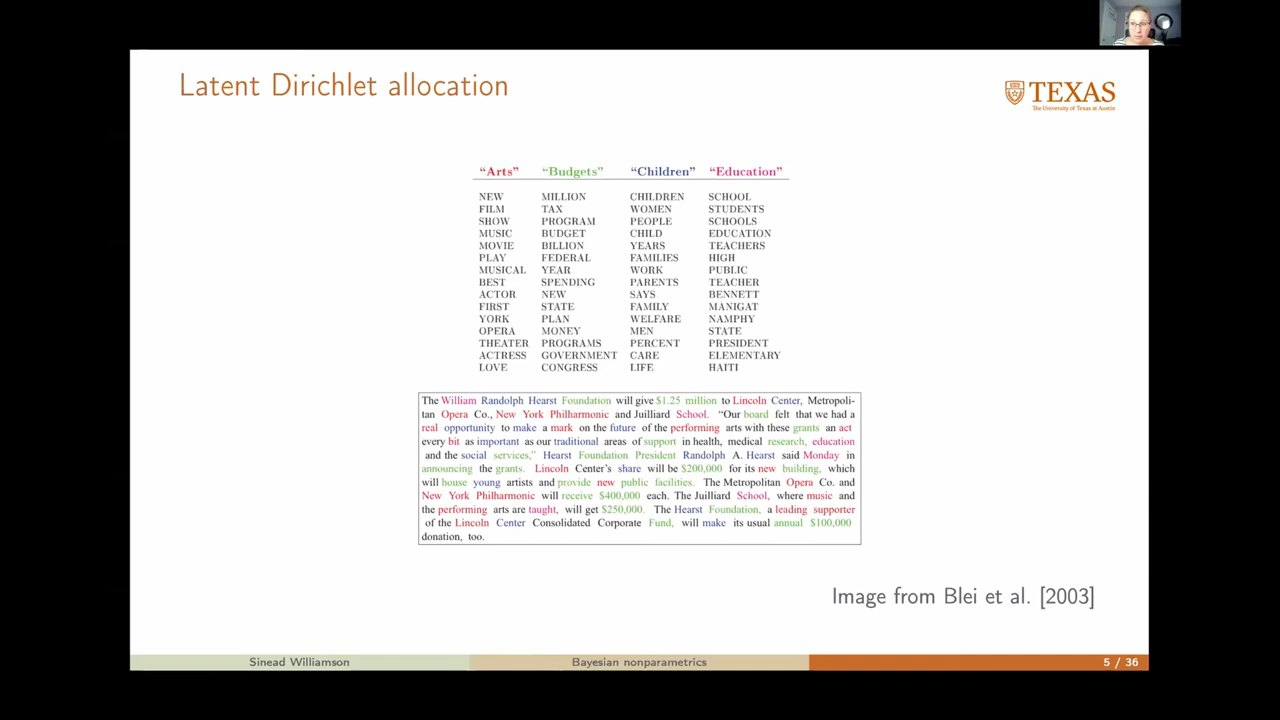 Latent Dirichlet allocation
TEXAS
The University of Texas at Austin
“Arts” “Budgets” “Children” “Education”
NEW MILLION CHILDREN SCHOOL
FILM TAX WOMEN STUDENTS
SHOW PROGRAM PEOPLE SCHOOLS
MUSIC BUDGET CHILD EDUCATION
MOVIE BILLION YEARS TEACHERS
PLAY FEDERAL FAMILIES HIGH
MUSICAL YEAR WORK PUBLIC
BEST SPENDING PARENTS TEACHER
ACTOR NEW SAYS BENNETT
FIRST STATE FAMILY MANIGAT
YORK PLAN WELFARE NAMPHY
OPERA MONEY MEN STATE
THEATER PROGRAMS PERCENT PRESIDENT
ACTRESS GOVERNMENT CARE ELEMENTARY
LOVE CONGRESS LIFE HAITI
The William Randolph Hearst Foundation will give $1.25 million to Lincoln Center, Metropoli-
tan Opera Co., New York Philharmonic and Juilliard School. “Our board felt that we had a
real opportunity to make a mark on the future of the performing arts with these grants an act
every bit as important as our traditional areas of support in health, medical research, education
and the social services,” Hearst Foundation President Randolph A. Hearst said Monday in
announcing the grants. Lincoln Center’s share will be $200,000 for its new building, which
will house young artists and provide new public facilities. The Metropolitan Opera Co. and
New York Philharmonic will receive $400,000 each. The Juilliard School, where music and
the performing arts are taught, will get $250,000. The Hearst Foundation, a leading supporter
of the Lincoln Center Consolidated Corporate Fund, will make its usual annual $100,000
donation, too.
Image from Blei et al. [2003]
Sinead Williamson Bayesian nonparametrics 5 / 36